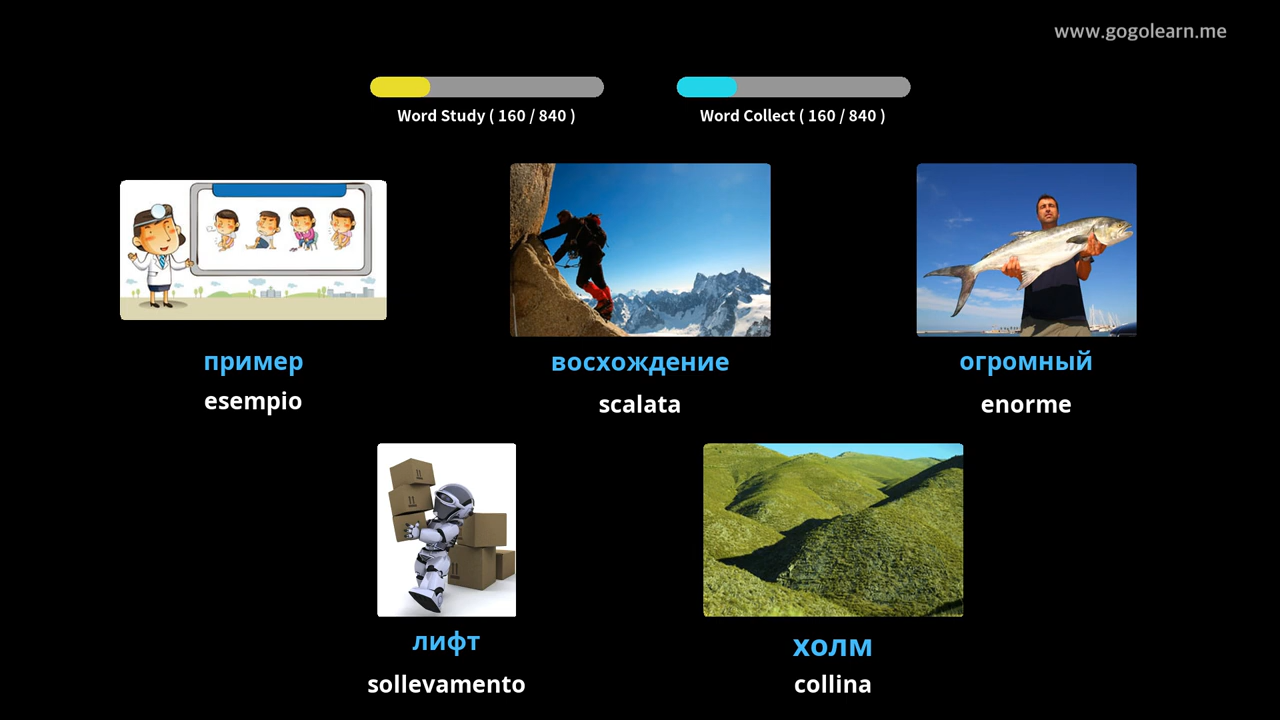 www.gogolearn.me
Word Study ( 160 / 840 )
Word Collect ( 160 / 840 )
пример
esempio
восхождение
scalata
огромный
enorme
лифт
sollevamento
холм
collina